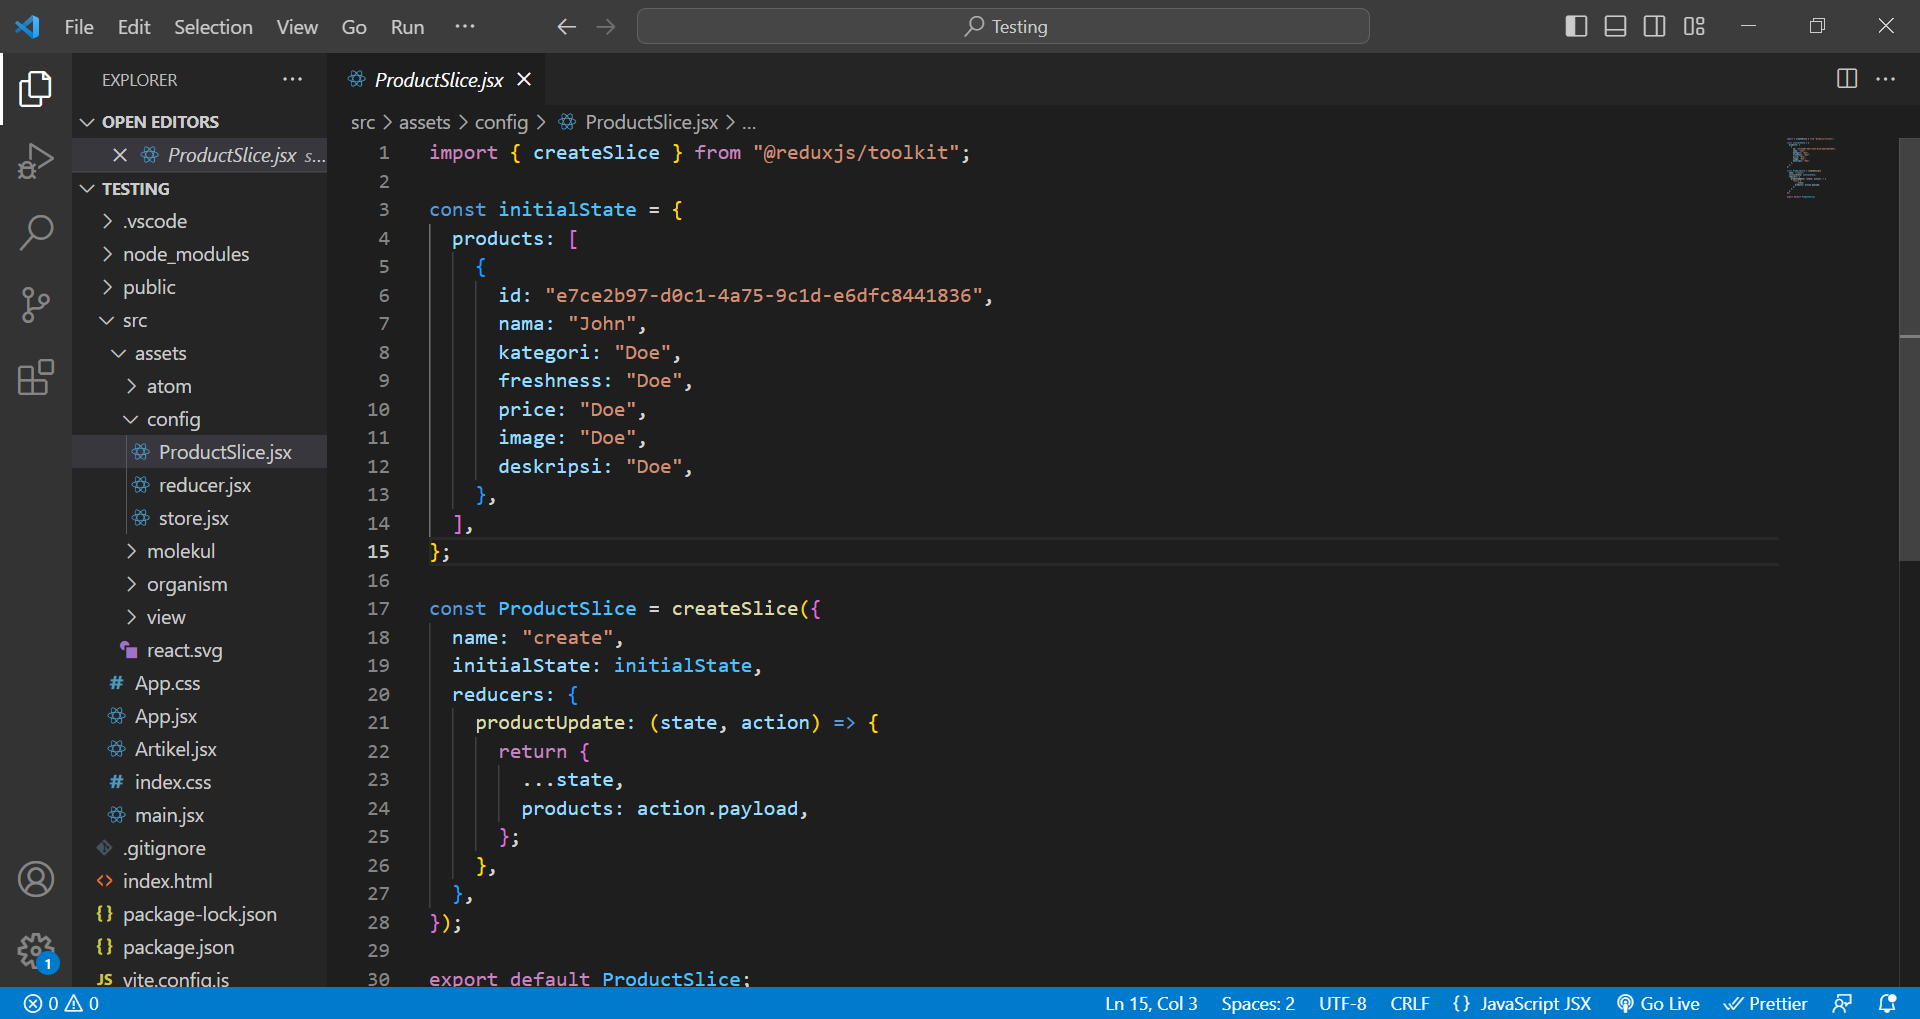 File Edit Selection View Go Run ··· Testing
EXPLORER ···
OPEN EDITORS
ProductSlice.jsx s...
TESTING
.vscode
node_modules
public
src
assets
atom
config
ProductSlice.jsx
reducer.jsx
store.jsx
molekul
organism
view
react.svg
# App.css
App.jsx
Artikel.jsx
# index.css
main.jsx
.gitignore
<> index.html
{} package-lock.json
{} package.json
JS vite.config.js
1
ProductSlice.jsx
src > assets > config > ProductSlice.jsx > ...
1 import { createSlice } from "@reduxjs/toolkit";
2
3 const initialState = {
4   products: [
5     {
6       id: "e7ce2b97-d0c1-4a75-9c1d-e6dfc8441836",
7       nama: "John",
8       kategori: "Doe",
9       freshness: "Doe",
10       price: "Doe",
11       image: "Doe",
12       deskripsi: "Doe",
13     },
14   ],
15 };
16
17 const ProductSlice = createSlice({
18   name: "create",
19   initialState: initialState,
20   reducers: {
21     productUpdate: (state, action) => {
22       return {
23         ...state,
24         products: action.payload,
25       };
26     },
27   },
28 });
29
30 export default ProductSlice;
0 0 Ln 15, Col 3 Spaces: 2 UTF-8 CRLF {} JavaScript JSX Go Live Prettier